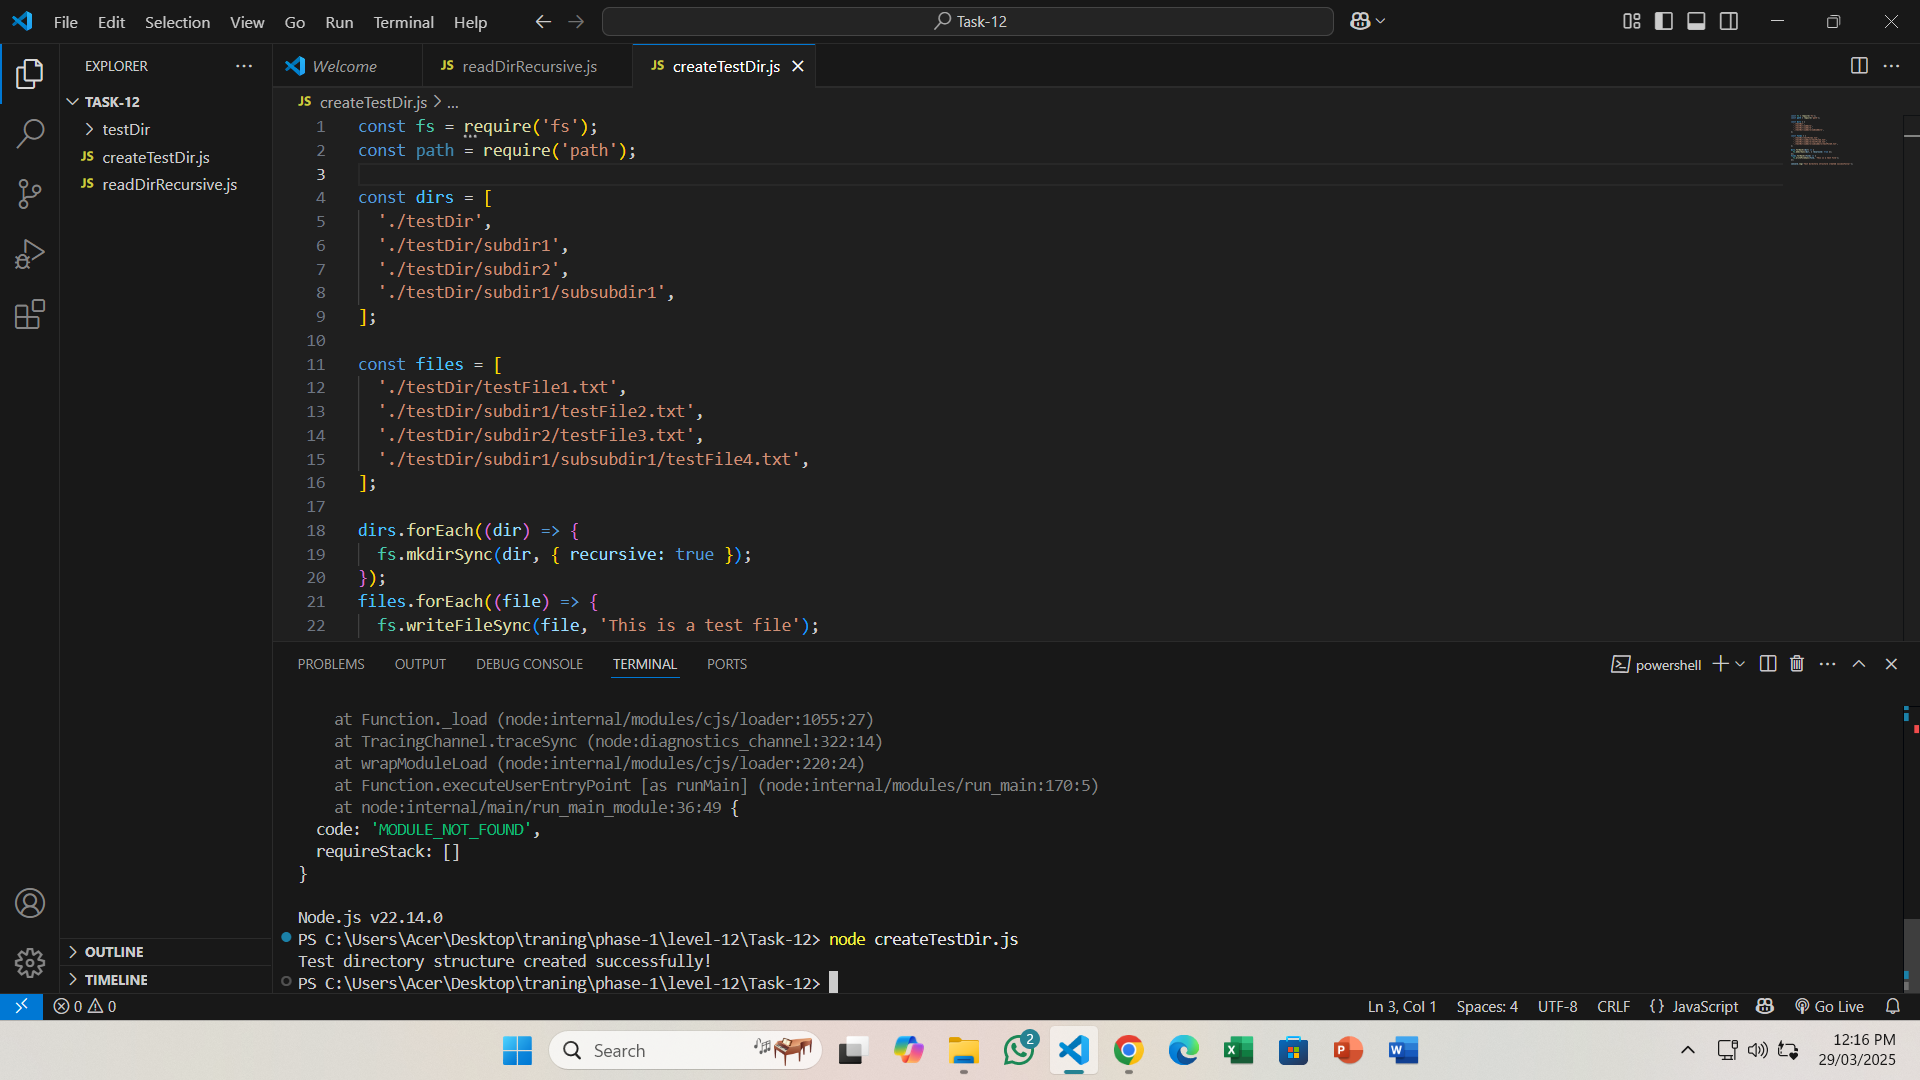 File Edit Selection View Go Run Terminal Help
Task-12
EXPLORER
TASK-12
testDir
JS createTestDir.js
JS readDirRecursive.js
OUTLINE
TIMELINE
Welcome
JS readDirRecursive.js
JS createTestDir.js
JS createTestDir.js > ...
1 const fs = require('fs');
2 const path = require('path');
3
4 const dirs = [
5 './testDir',
6 './testDir/subdir1',
7 './testDir/subdir2',
8 './testDir/subdir1/subsubdir1',
9 ];
10
11 const files = [
12 './testDir/testFile1.txt',
13 './testDir/subdir1/testFile2.txt',
14 './testDir/subdir2/testFile3.txt',
15 './testDir/subdir1/subsubdir1/testFile4.txt',
16 ];
17
18 dirs.forEach((dir) => {
19 fs.mkdirSync(dir, { recursive: true });
20 });
21 files.forEach((file) => {
22 fs.writeFileSync(file, 'This is a test file');
PROBLEMS OUTPUT DEBUG CONSOLE TERMINAL PORTS
powershell
at Function._load (node:internal/modules/cjs/loader:1055:27)
at TracingChannel.traceSync (node:diagnostics_channel:322:14)
at wrapModuleLoad (node:internal/modules/cjs/loader:220:24)
at Function.executeUserEntryPoint [as runMain] (node:internal/modules/run_main:170:5)
at node:internal/main/run_main_module:36:49 {
code: 'MODULE_NOT_FOUND',
requireStack: []
}
Node.js v22.14.0
PS C:\Users\Acer\Desktop\traning\phase-1\level-12\Task-12> node createTestDir.js
Test directory structure created successfully!
PS C:\Users\Acer\Desktop\traning\phase-1\level-12\Task-12>
0 0
Ln 3, Col 1 Spaces: 4 UTF-8 CRLF {} JavaScript Go Live
Search
2
12:16 PM
29/03/2025